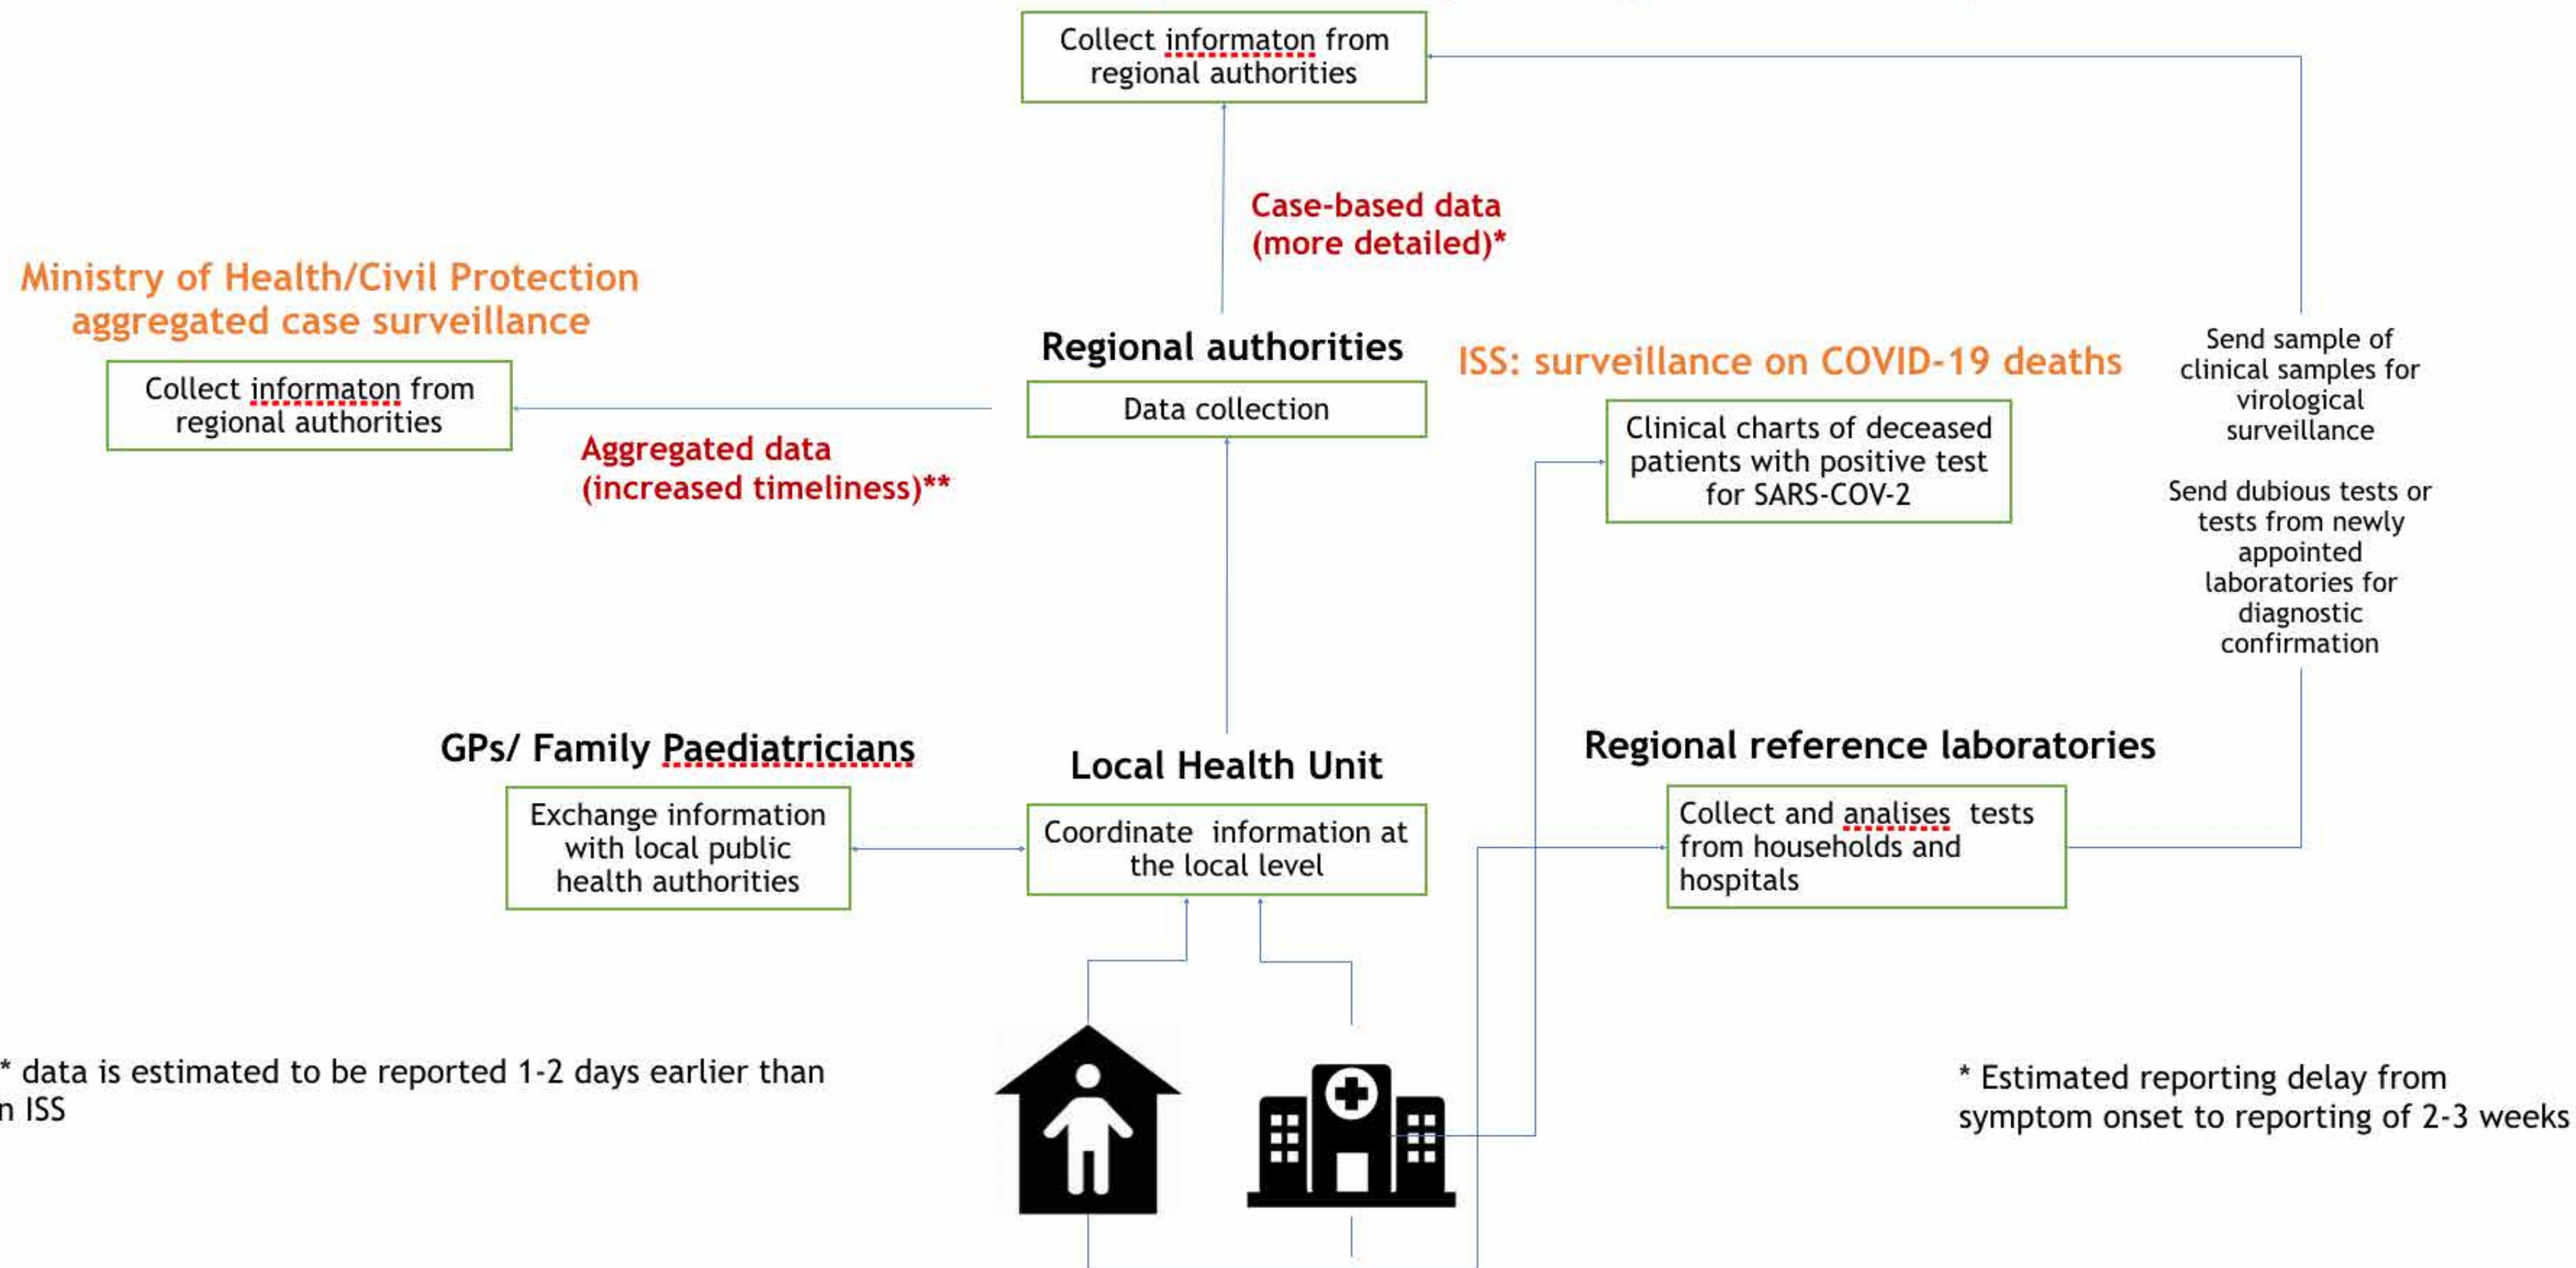 Collect informaton from
regional authorities
Case-based data
(more detailed)*
Ministry of Health/Civil Protection
aggregated case surveillance
Collect informaton from
regional authorities
Aggregated data
(increased timeliness)**
Regional authorities
Data collection
ISS: surveillance on COVID-19 deaths
Clinical charts of deceased
patients with positive test
for SARS-COV-2
Send sample of
clinical samples for
virological
surveillance
Send dubious tests or
tests from newly
appointed
laboratories for
diagnostic
confirmation
GPs/ Family Paediatricians
Exchange information
with local public
health authorities
Local Health Unit
Coordinate information at
the local level
Regional reference laboratories
Collect and analises tests
from households and
hospitals
* data is estimated to be reported 1-2 days earlier than
n ISS
* Estimated reporting delay from
symptom onset to reporting of 2-3 weeks